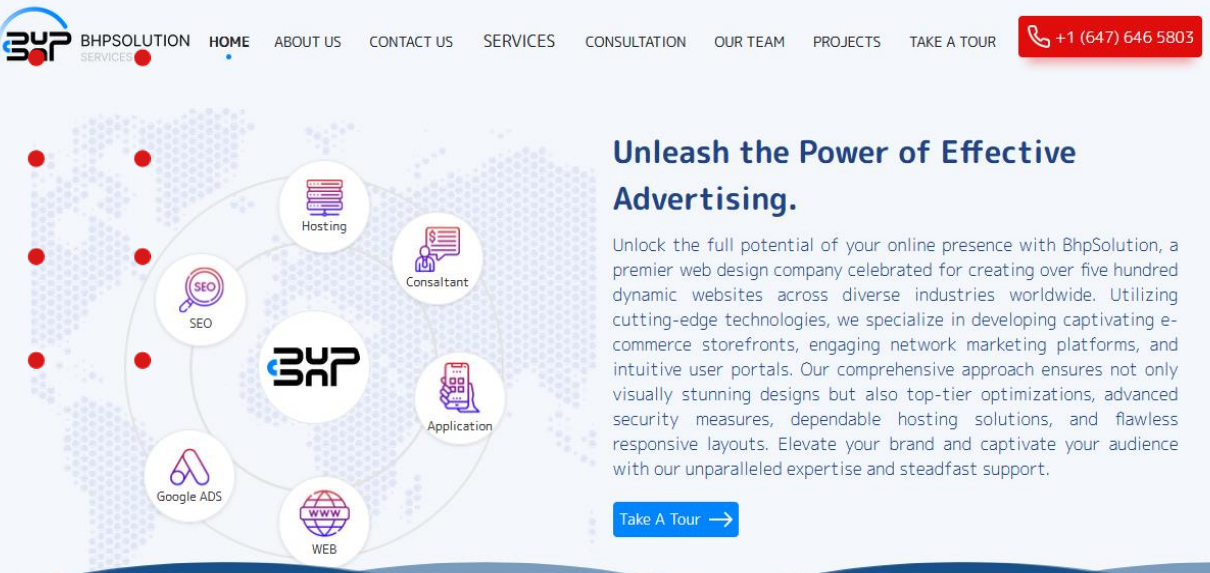 BHPSOLUTION
SERVICES
HOME ABOUT US CONTACT US SERVICES CONSULTATION OUR TEAM PROJECTS TAKE A TOUR +1 (647) 646 5803
Unleash the Power of Effective
Advertising.
Unlock the full potential of your online presence with BhpSolution, a
premier web design company celebrated for creating over five hundred
dynamic websites across diverse industries worldwide. Utilizing
cutting-edge technologies, we specialize in developing captivating e-
commerce storefronts, engaging network marketing platforms, and
intuitive user portals. Our comprehensive approach ensures not only
visually stunning designs but also top-tier optimizations, advanced
security measures, dependable hosting solutions, and flawless
responsive layouts. Elevate your brand and captivate your audience
with our unparalleled expertise and steadfast support.
Take A Tour
Hosting
Consaltant
SEO
SEO
Application
Google ADS
WWW
WEB